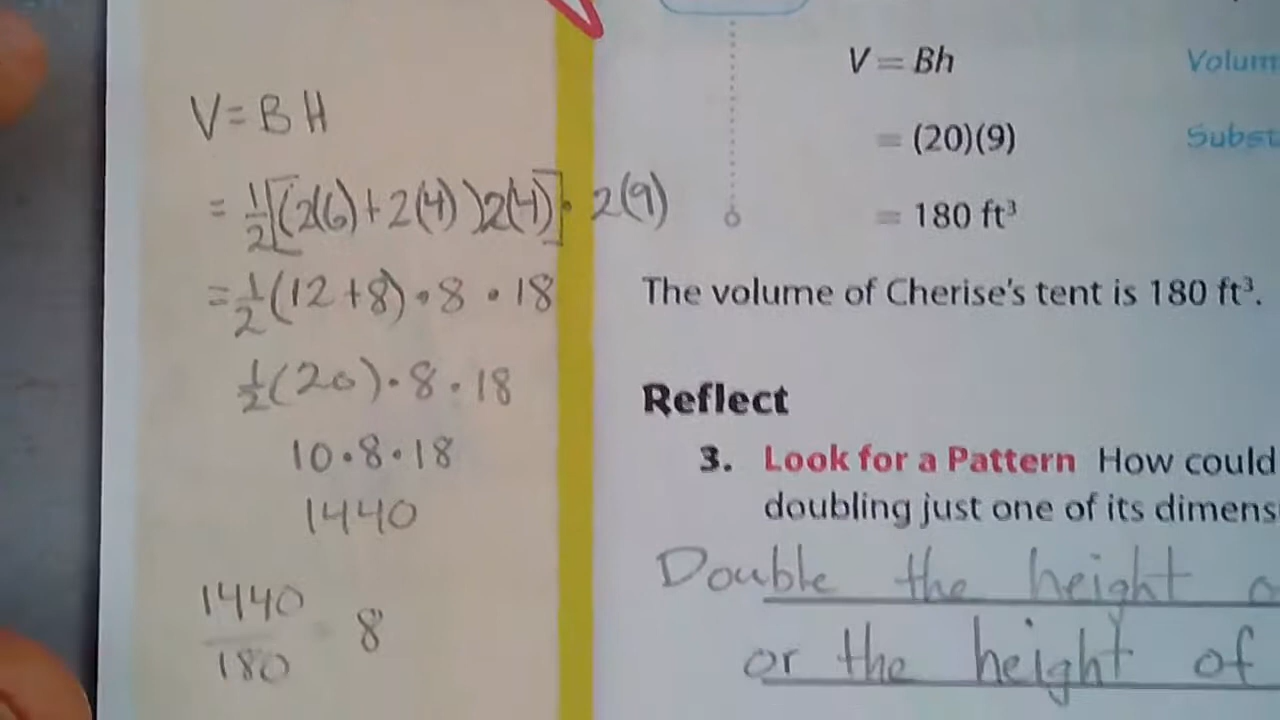 V = BH
= 1/2[(2(6) + 2(4))2(4)] · 2(9)
= 1/2(12 + 8) · 8 · 18
1/2(20) · 8 · 18
10 · 8 · 18
1440
1440/180 = 8
V = Bh
= (20)(9)
= 180 ft³
The volume of Cherise's tent is 180 ft³.
Reflect
3. Look for a Pattern How could
doubling just one of its dimens
Double the height
or the height of